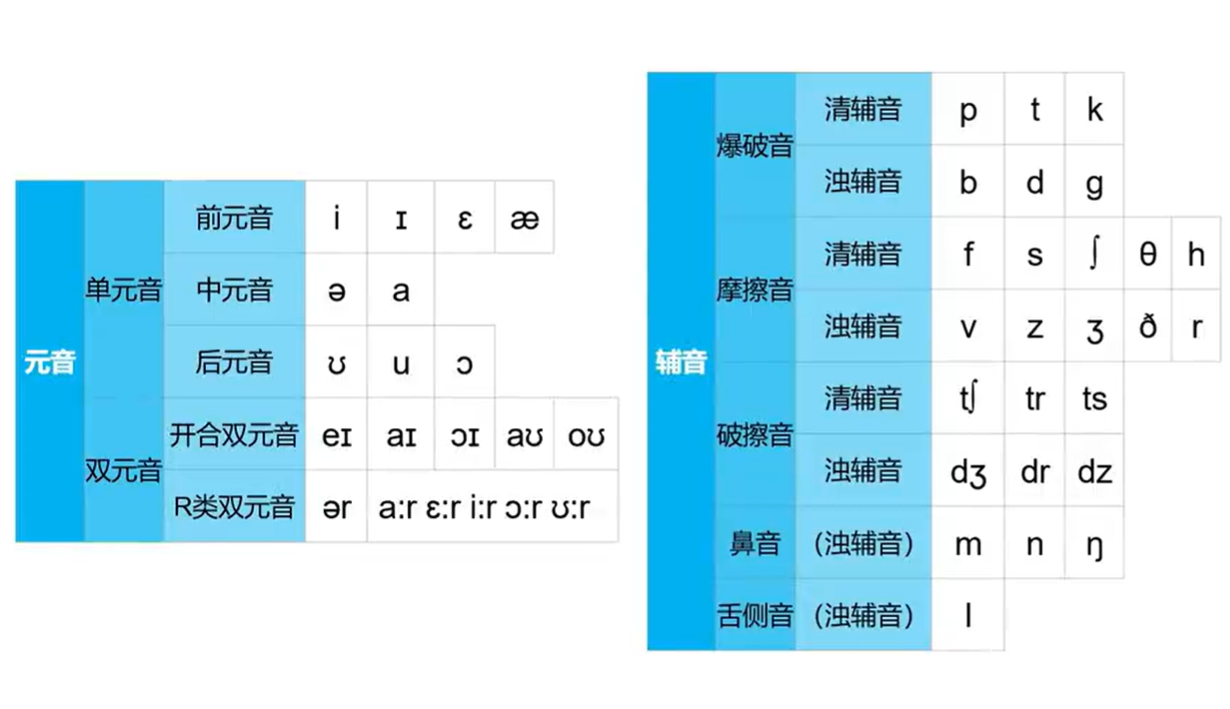 元音
单元音
前元音 i ɪ ɛ æ
中元音 ə a
后元音 ʊ u ɔ
双元音
开合双元音 eɪ aɪ ɔɪ aʊ oʊ
R类双元音 ər a:r ɛ:r i:r ɔ:r ʊ:r
辅音
爆破音
清辅音 p t k
浊辅音 b d g
摩擦音
清辅音 f s ʃ θ h
浊辅音 v z ʒ ð r
破擦音
清辅音 tʃ tr ts
浊辅音 dʒ dr dz
鼻音 （浊辅音） m n ŋ
舌侧音 （浊辅音） l